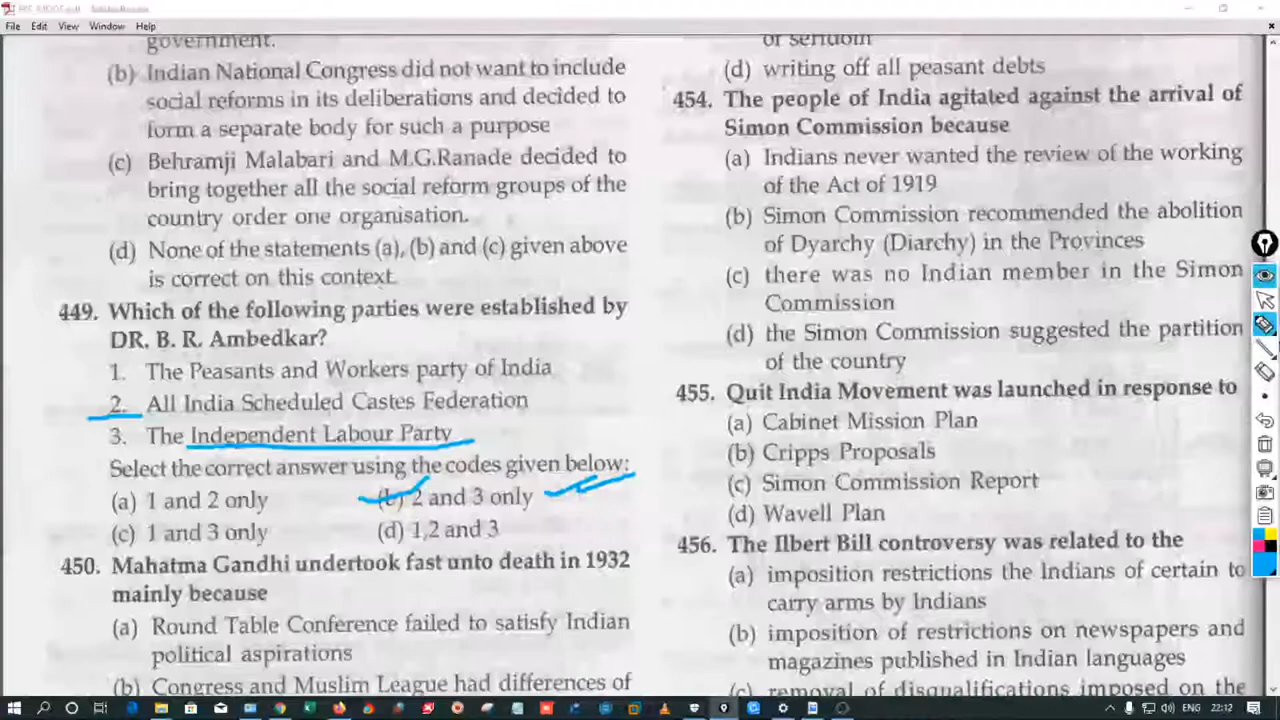 File Edit View Window Help
government.
(b) Indian National Congress did not want to include
social reforms in its deliberations and decided to
form a separate body for such a purpose
(c) Behramji Malabari and M.G.Ranade decided to
bring together all the social reform groups of the
country order one organisation.
(d) None of the statements (a), (b) and (c) given above
is correct on this context.
449. Which of the following parties were established by
DR. B. R. Ambedkar?
1. The Peasants and Workers party of India
2. All India Scheduled Castes Federation
3. The Independent Labour Party
Select the correct answer using the codes given below:
(a) 1 and 2 only (b) 2 and 3 only
(c) 1 and 3 only (d) 1,2 and 3
450. Mahatma Gandhi undertook fast unto death in 1932
mainly because
(a) Round Table Conference failed to satisfy Indian
political aspirations
(b) Congress and Muslim League had differences of
or serfdom
(d) writing off all peasant debts
454. The people of India agitated against the arrival of
Simon Commission because
(a) Indians never wanted the review of the working
of the Act of 1919
(b) Simon Commission recommended the abolition
of Dyarchy (Diarchy) in the Provinces
(c) there was no Indian member in the Simon
Commission
(d) the Simon Commission suggested the partition
of the country
455. Quit India Movement was launched in response to
(a) Cabinet Mission Plan
(b) Cripps Proposals
(c) Simon Commission Report
(d) Wavell Plan
456. The Ilbert Bill controversy was related to the
(a) imposition restrictions the Indians of certain to
carry arms by Indians
(b) imposition of restrictions on newspapers and
magazines published in Indian languages
(c) removal of disqualifications imposed on the
ENG 22:12